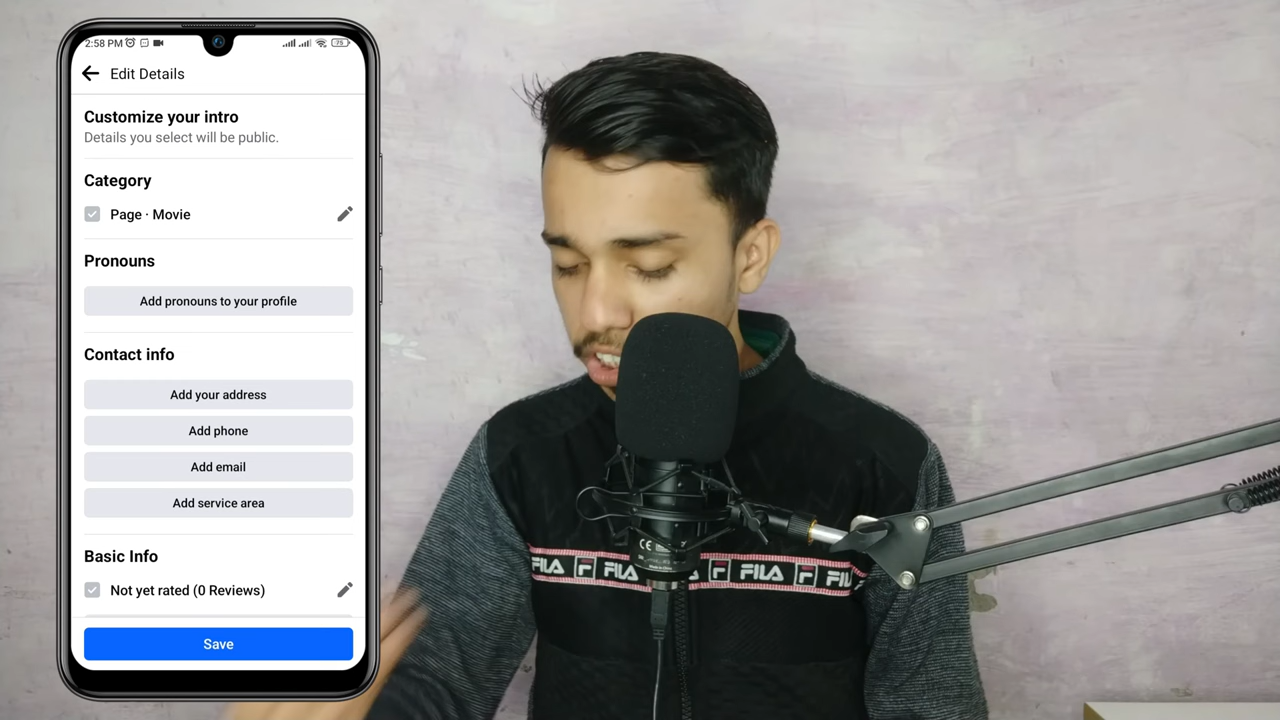 2:58 PM
75
Edit Details
Customize your intro
Details you select will be public.
Category
Page · Movie
Pronouns
Add pronouns to your profile
Contact info
Add your address
Add phone
Add email
Add service area
Basic Info
Not yet rated (0 Reviews)
Save
CE
FILA FILA FILA FILA